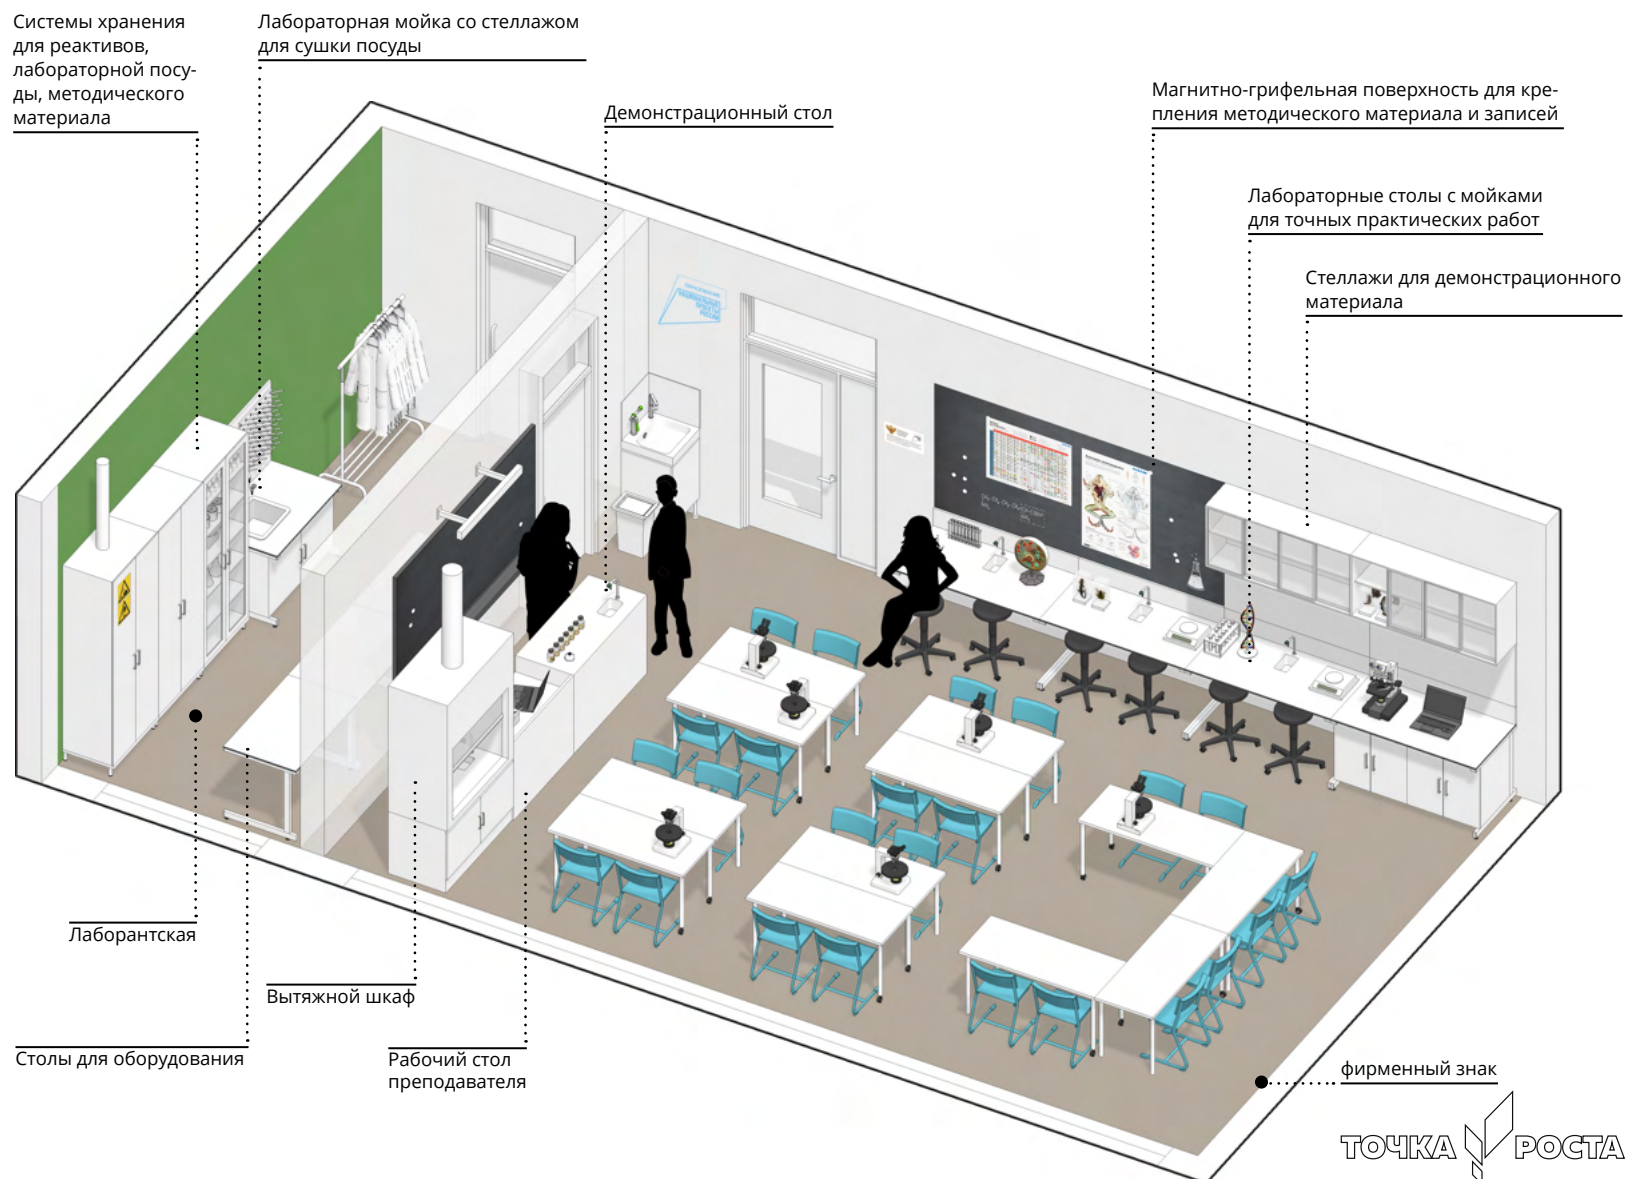 Системы хранения
для реактивов,
лабораторной посу-
ды, методического
материала
Лабораторная мойка со стеллажом
для сушки посуды
Демонстрационный стол
Магнитно-грифельная поверхность для кре-
пления методического материала и записей
Лабораторные столы с мойками
для точных практических работ
Стеллажи для демонстрационного
материала
Лаборантская
Вытяжной шкаф
Столы для оборудования
Рабочий стол
преподавателя
фирменный знак
ТОЧКА РОСТА